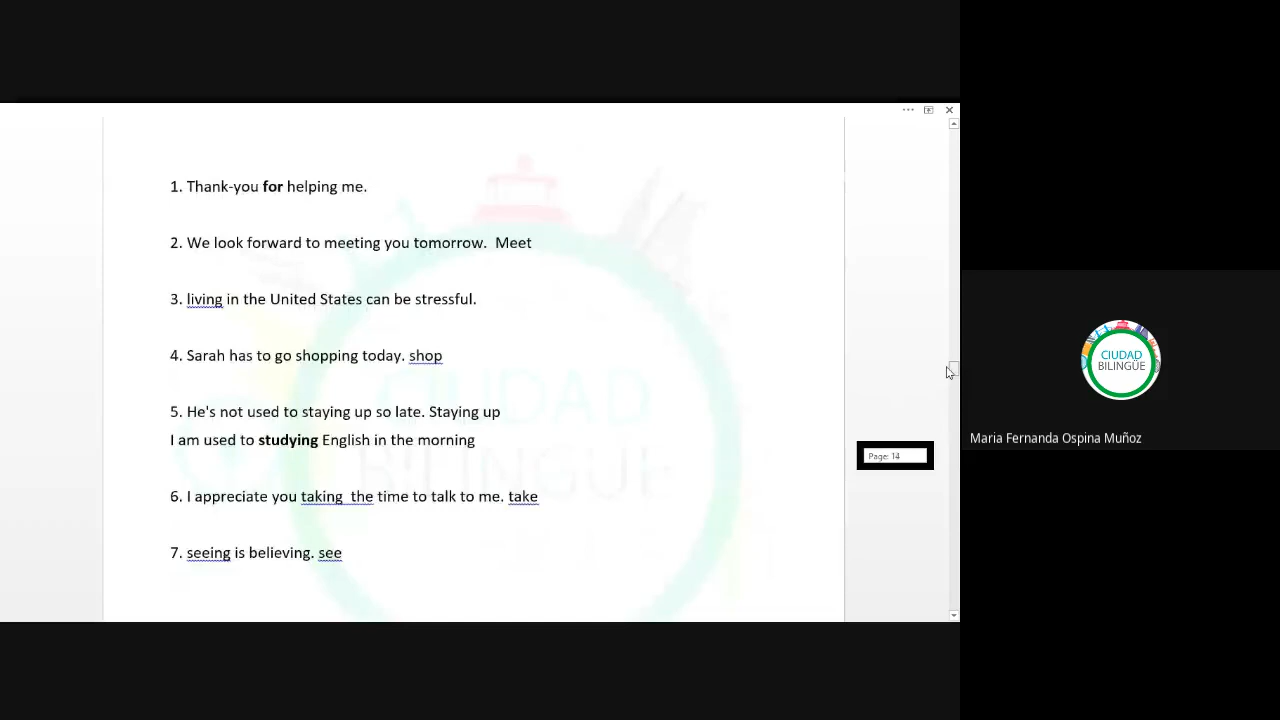 1. Thank-you for helping me.
2. We look forward to meeting you tomorrow.  Meet
3. living in the United States can be stressful.
4. Sarah has to go shopping today. shop
5. He's not used to staying up so late. Staying up
I am used to studying English in the morning
6. I appreciate you taking  the time to talk to me. take
7. seeing is believing. see
CIUDAD
BILINGÜE
Page: 14
CIUDAD
BILINGÜE
Maria Fernanda Ospina Muñoz